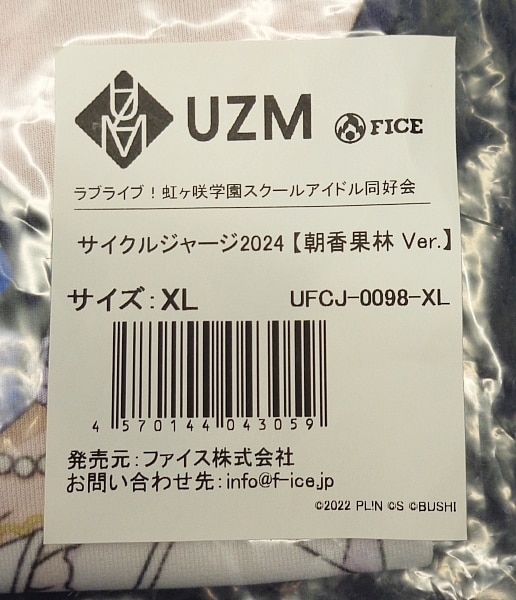 UZM UZM FICE
ラブライブ！虹ヶ咲学園スクールアイドル同好会
サイクルジャージ2024【朝香果林 Ver.】
サイズ：XL UFCJ-0098-XL
4 570144 043059
発売元：ファイス株式会社
お問い合わせ先：info@f-ice.jp
©2022 PL!N ©S ©BUSHI